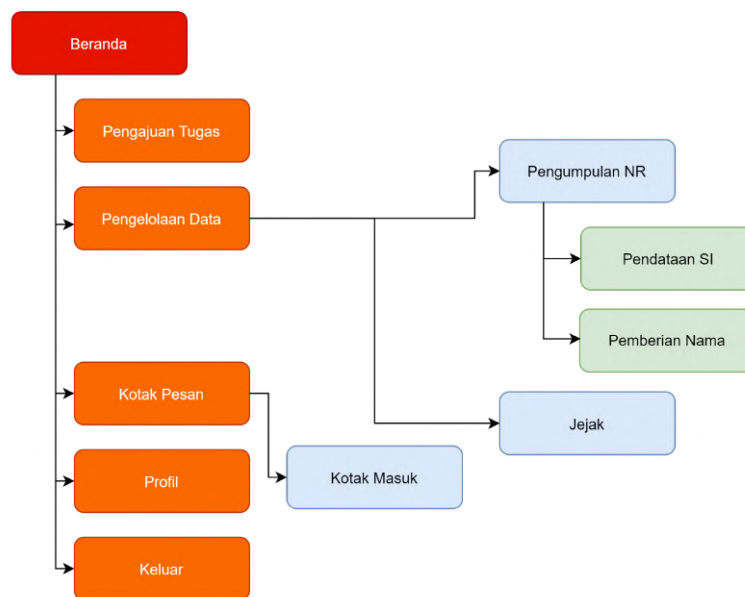 Beranda
Pengajuan Tugas
Pengelolaan Data
Pengumpulan NR
Pendataan SI
Pemberian Nama
Jejak
Kotak Pesan
Kotak Masuk
Profil
Keluar